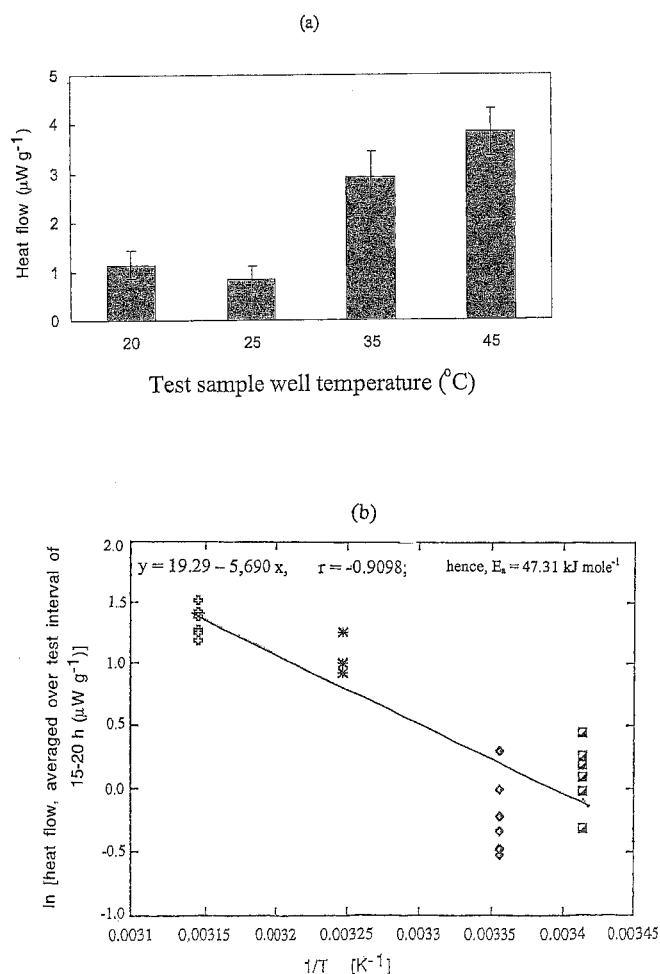 (a)
Heat flow (µW g⁻¹)
5
4
3
2
1
0
20 25 35 45
Test sample well temperature (°C)
(b)
ln [heat flow, averaged over test interval of
15-20 h (µW g⁻¹)]
y = 19.29 – 5,690 x, r = -0.9098; hence, Eₐ = 47.31 kJ mole⁻¹
2.0
1.5
1.0
0.5
0.0
-0.5
-1.0
0.0031 0.00315 0.0032 0.00325 0.0033 0.00335 0.0034 0.00345
1/T [K⁻¹]